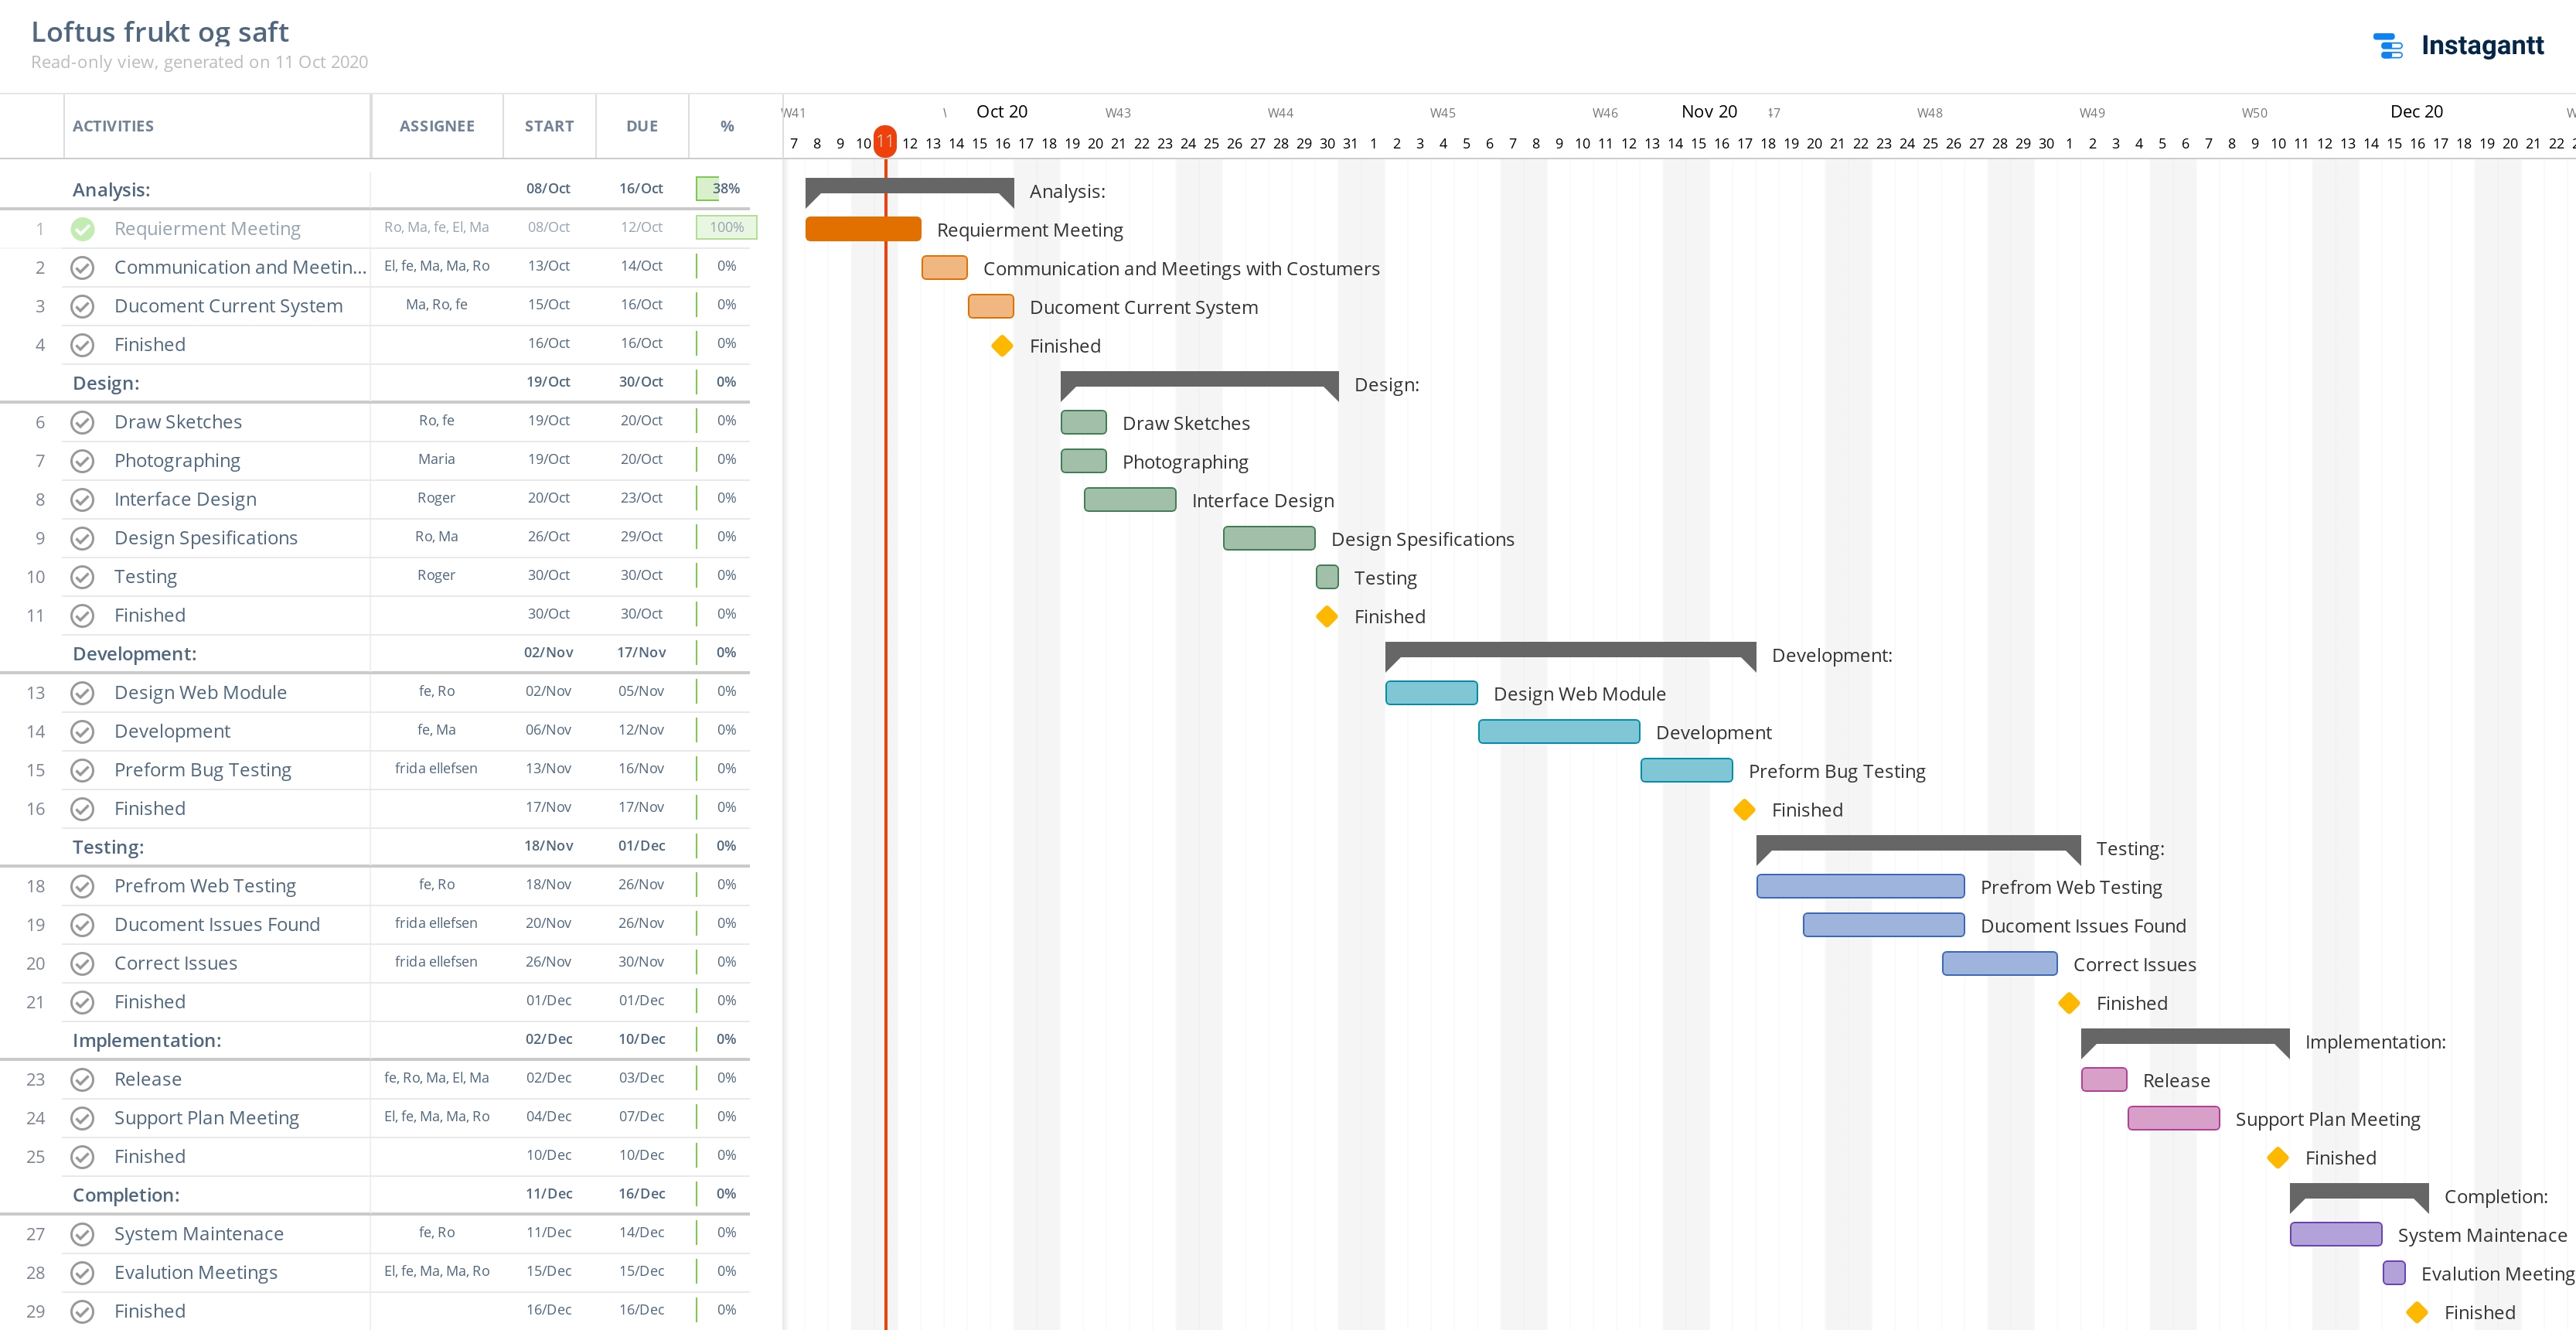 Loftus frukt og saft
Read-only view, generated on 11 Oct 2020
Instagantt
ACTIVITIES ASSIGNEE START DUE %
W41 Oct 20 W43 W44 W45 W46 Nov 20 W48 W49 W50 Dec 20
7 8 9 10 11 12 13 14 15 16 17 18 19 20 21 22 23 24 25 26 27 28 29 30 31 1 2 3 4 5 6 7 8 9 10 11 12 13 14 15 16 17 18 19 20 21 22 23 24 25 26 27 28 29 30 1 2 3 4 5 6 7 8 9 10 11 12 13 14 15 16 17 18 19 20 21 22
Analysis: 08/Oct 16/Oct 38% Analysis:
1 Requierment Meeting Ro, Ma, fe, El, Ma 08/Oct 12/Oct 100% Requierment Meeting
2 Communication and Meetin... El, fe, Ma, Ma, Ro 13/Oct 14/Oct 0% Communication and Meetings with Costumers
3 Ducoment Current System Ma, Ro, fe 15/Oct 16/Oct 0% Ducoment Current System
4 Finished 16/Oct 16/Oct 0% Finished
Design: 19/Oct 30/Oct 0% Design:
6 Draw Sketches Ro, fe 19/Oct 20/Oct 0% Draw Sketches
7 Photographing Maria 19/Oct 20/Oct 0% Photographing
8 Interface Design Roger 20/Oct 23/Oct 0% Interface Design
9 Design Spesifications Ro, Ma 26/Oct 29/Oct 0% Design Spesifications
10 Testing Roger 30/Oct 30/Oct 0% Testing
11 Finished 30/Oct 30/Oct 0% Finished
Development: 02/Nov 17/Nov 0% Development:
13 Design Web Module fe, Ro 02/Nov 05/Nov 0% Design Web Module
14 Development fe, Ma 06/Nov 12/Nov 0% Development
15 Preform Bug Testing frida ellefsen 13/Nov 16/Nov 0% Preform Bug Testing
16 Finished 17/Nov 17/Nov 0% Finished
Testing: 18/Nov 01/Dec 0% Testing:
18 Prefrom Web Testing fe, Ro 18/Nov 26/Nov 0% Prefrom Web Testing
19 Ducoment Issues Found frida ellefsen 20/Nov 26/Nov 0% Ducoment Issues Found
20 Correct Issues frida ellefsen 26/Nov 30/Nov 0% Correct Issues
21 Finished 01/Dec 01/Dec 0% Finished
Implementation: 02/Dec 10/Dec 0% Implementation:
23 Release fe, Ro, Ma, El, Ma 02/Dec 03/Dec 0% Release
24 Support Plan Meeting El, fe, Ma, Ma, Ro 04/Dec 07/Dec 0% Support Plan Meeting
25 Finished 10/Dec 10/Dec 0% Finished
Completion: 11/Dec 16/Dec 0% Completion:
27 System Maintenace fe, Ro 11/Dec 14/Dec 0% System Maintenace
28 Evalution Meetings El, fe, Ma, Ma, Ro 15/Dec 15/Dec 0% Evalution Meeting
29 Finished 16/Dec 16/Dec 0% Finished